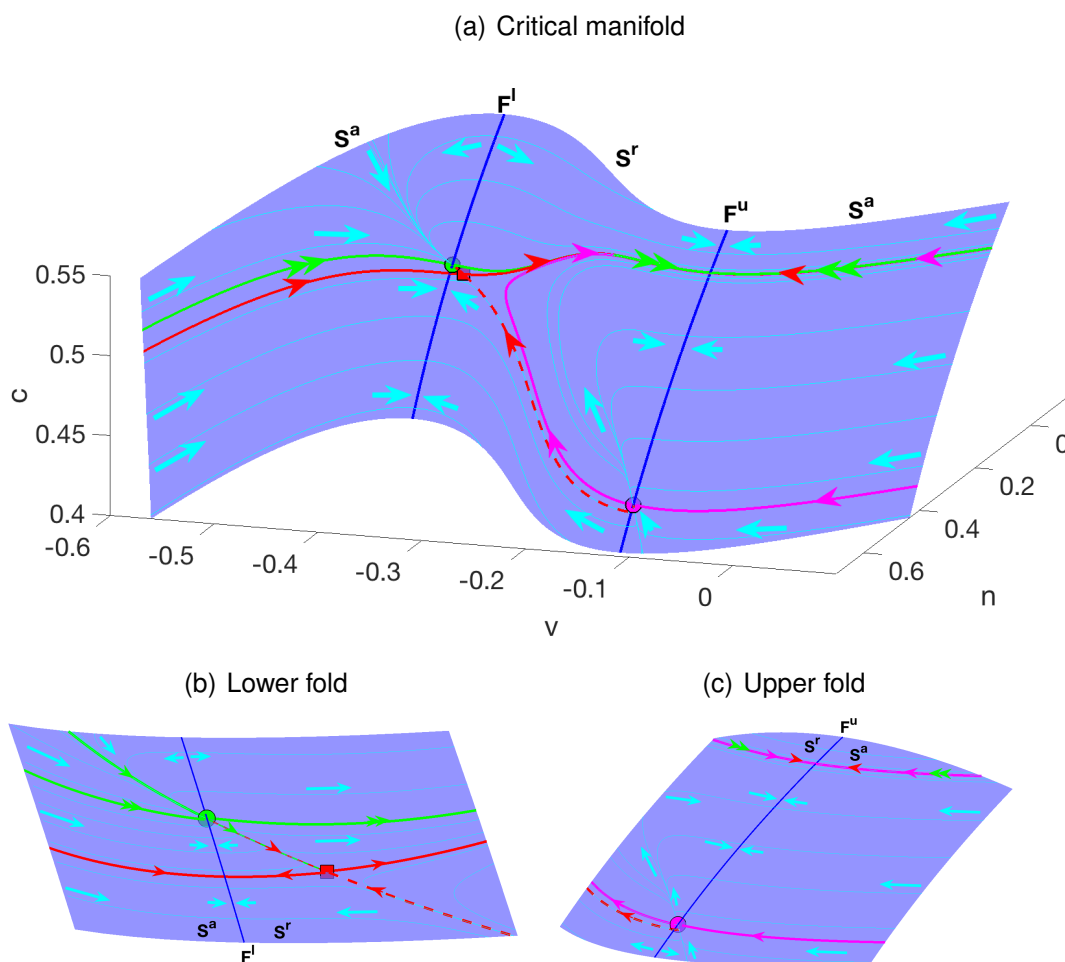 (a) Critical manifold
F^l
S^a
S^r
F^u
S^a
0.55
0.5
0.45
0.4
c
-0.6
-0.5
-0.4
-0.3
-0.2
-0.1
0
v
0
0.2
0.4
0.6
n
(b) Lower fold
S^a
S^r
F^l
(c) Upper fold
F^u
S^r
S^a